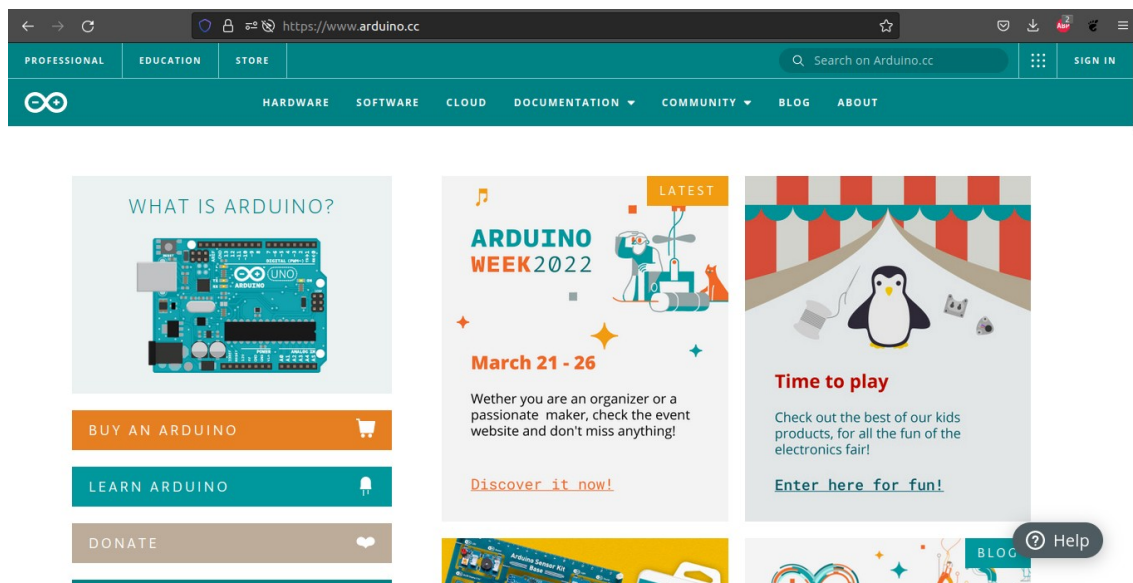 https://www.arduino.cc
PROFESSIONAL EDUCATION STORE
Search on Arduino.cc
SIGN IN
HARDWARE SOFTWARE CLOUD DOCUMENTATION COMMUNITY BLOG ABOUT
WHAT IS ARDUINO?
UNO
ARDUINO
BUY AN ARDUINO
LEARN ARDUINO
DONATE
LATEST
ARDUINO
WEEK2022
March 21 - 26
Wether you are an organizer or a
passionate maker, check the event
website and don't miss anything!
Discover it now!
Time to play
Check out the best of our kids
products, for all the fun of the
electronics fair!
Enter here for fun!
Arduino Sensor Kit
Base
BLOG
Help